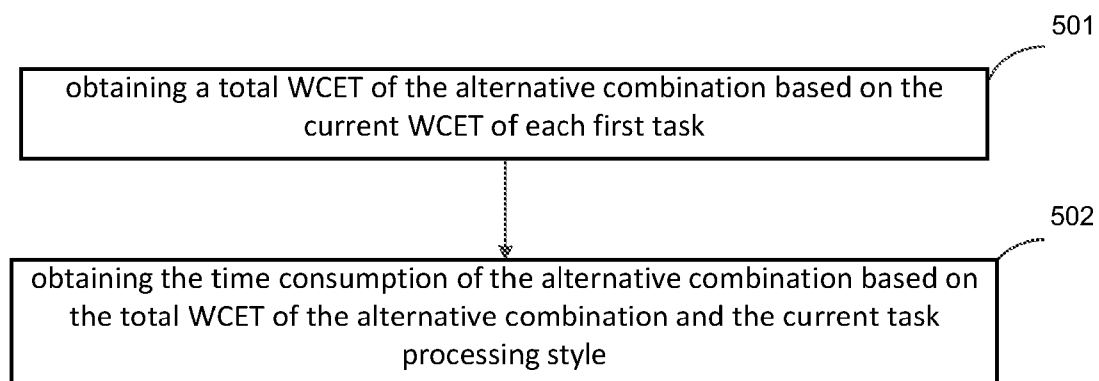 501
obtaining a total WCET of the alternative combination based on the
current WCET of each first task
502
obtaining the time consumption of the alternative combination based on
the total WCET of the alternative combination and the current task
processing style